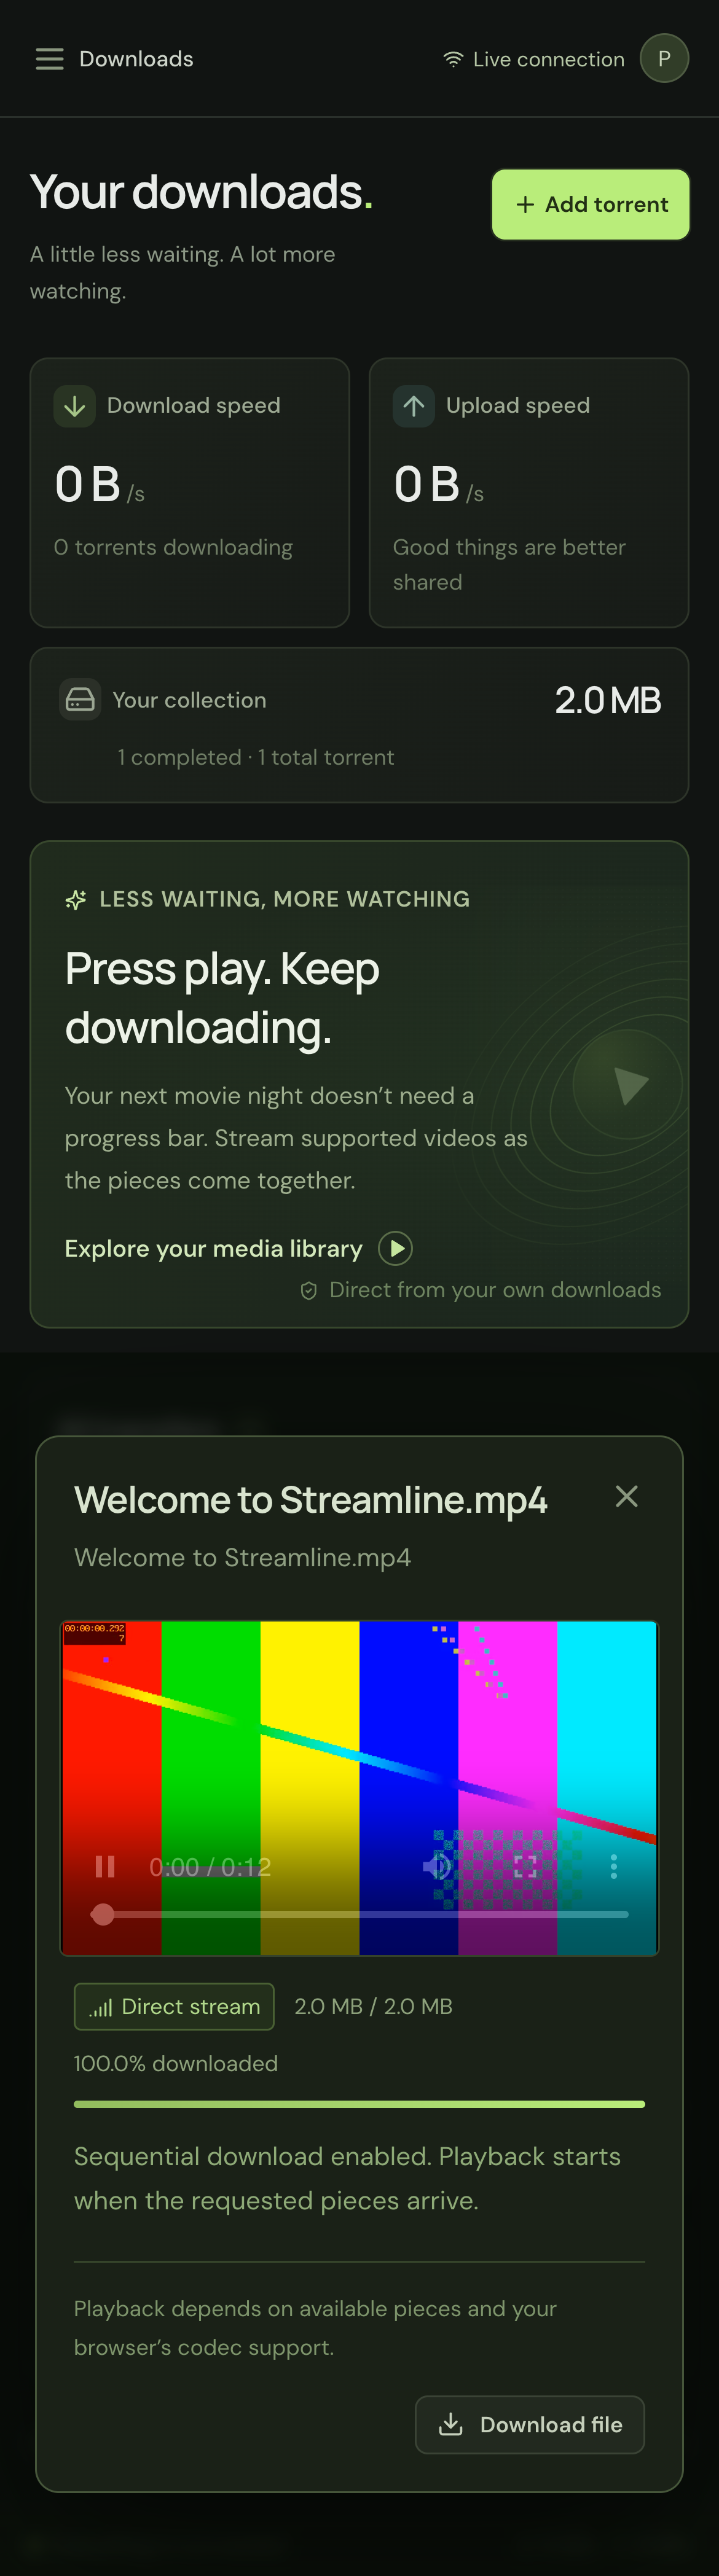 Downloads
Live connection
P
Your downloads.
+ Add torrent
A little less waiting. A lot more
watching.
Download speed
0 B /s
0 torrents downloading
Upload speed
0 B /s
Good things are better
shared
Your collection
2.0 MB
1 completed · 1 total torrent
LESS WAITING, MORE WATCHING
Press play. Keep
downloading.
Your next movie night doesn’t need a
progress bar. Stream supported videos as
the pieces come together.
Explore your media library
Direct from your own downloads
Welcome to Streamline.mp4
Welcome to Streamline.mp4
00:00:00.292
7
0:00 / 0:12
Direct stream
2.0 MB / 2.0 MB
100.0% downloaded
Sequential download enabled. Playback starts
when the requested pieces arrive.
Playback depends on available pieces and your
browser’s codec support.
Download file